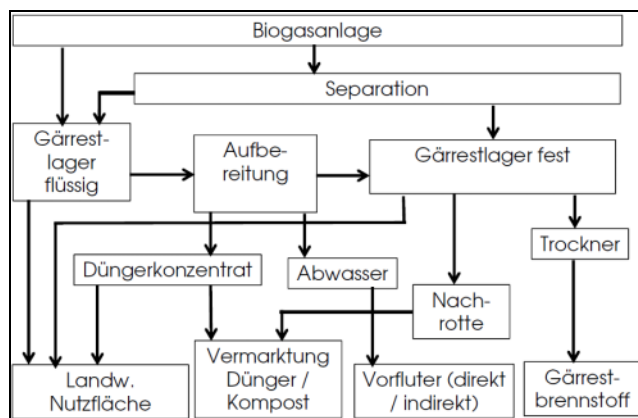 Biogasanlage
Separation
Gärrest-
lager
flüssig
Aufbe-
reitung
Gärrestlager fest
Trockner
Düngerkonzentrat
Abwasser
Nach-
rotte
Landw.
Nutzfläche
Vermarktung
Dünger /
Kompost
Vorfluter (direkt
/ indirekt)
Gärrest-
brennstoff